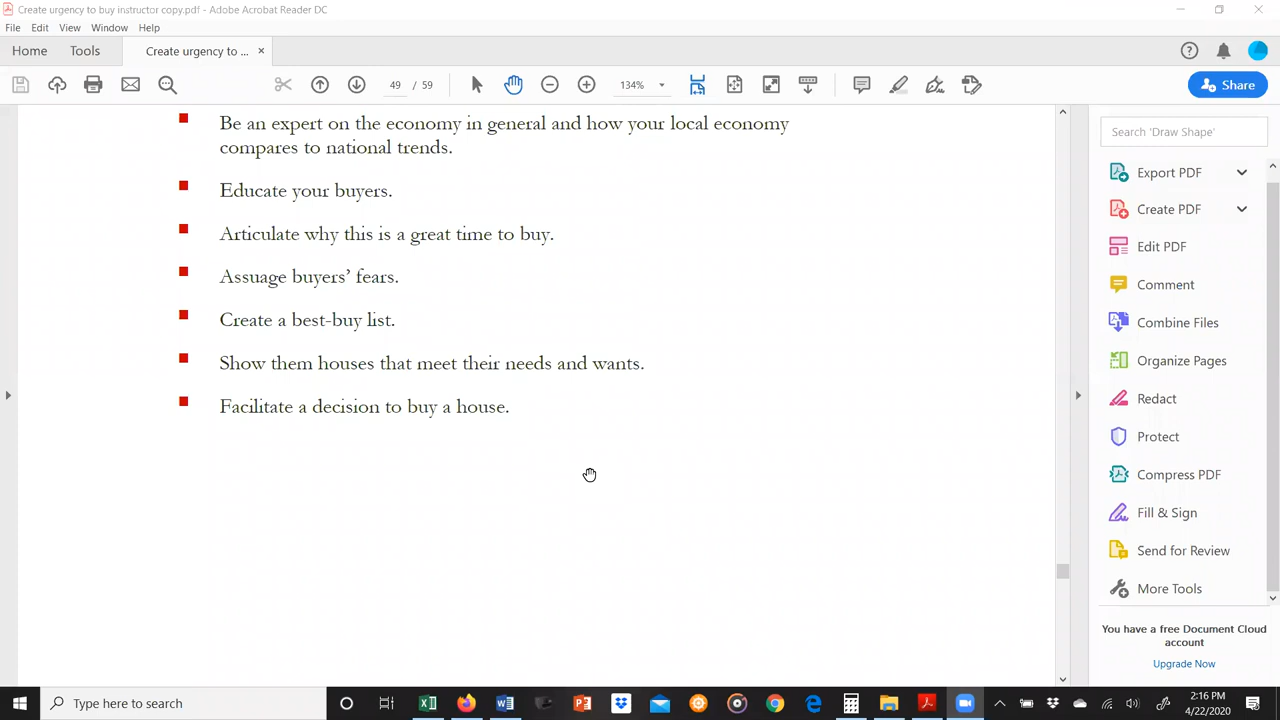 Create urgency to buy instructor copy.pdf - Adobe Acrobat Reader DC
File Edit View Window Help
Home Tools Create urgency to ... ×
49 / 59 134% Share
Be an expert on the economy in general and how your local economy
compares to national trends.
Educate your buyers.
Articulate why this is a great time to buy.
Assuage buyers’ fears.
Create a best-buy list.
Show them houses that meet their needs and wants.
Facilitate a decision to buy a house.
Search 'Draw Shape'
Export PDF
Create PDF
Edit PDF
Comment
Combine Files
Organize Pages
Redact
Protect
Compress PDF
Fill & Sign
Send for Review
More Tools
You have a free Document Cloud
account
Upgrade Now
Type here to search
2:16 PM
4/22/2020